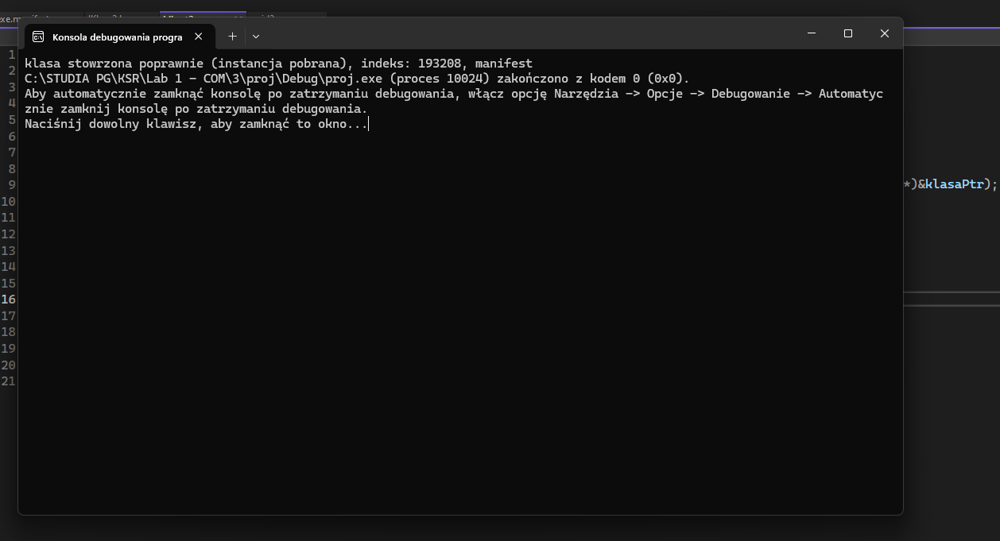 Konsola debugowania progra
klasa stowrzona poprawnie (instancja pobrana), indeks: 193208, manifest
C:\STUDIA PG\KSR\Lab 1 - COM\3\proj\Debug\proj.exe (proces 10024) zakończono z kodem 0 (0x0).
Aby automatycznie zamknąć konsolę po zatrzymaniu debugowania, włącz opcję Narzędzia -> Opcje -> Debugowanie -> Automatyc
znie zamknij konsolę po zatrzymaniu debugowania.
Naciśnij dowolny klawisz, aby zamknąć to okno...
1
2
3
4
5
6
7
8
9 *)&klasaPtr);
10
11
12
13
14
15
16
17
18
19
20
21